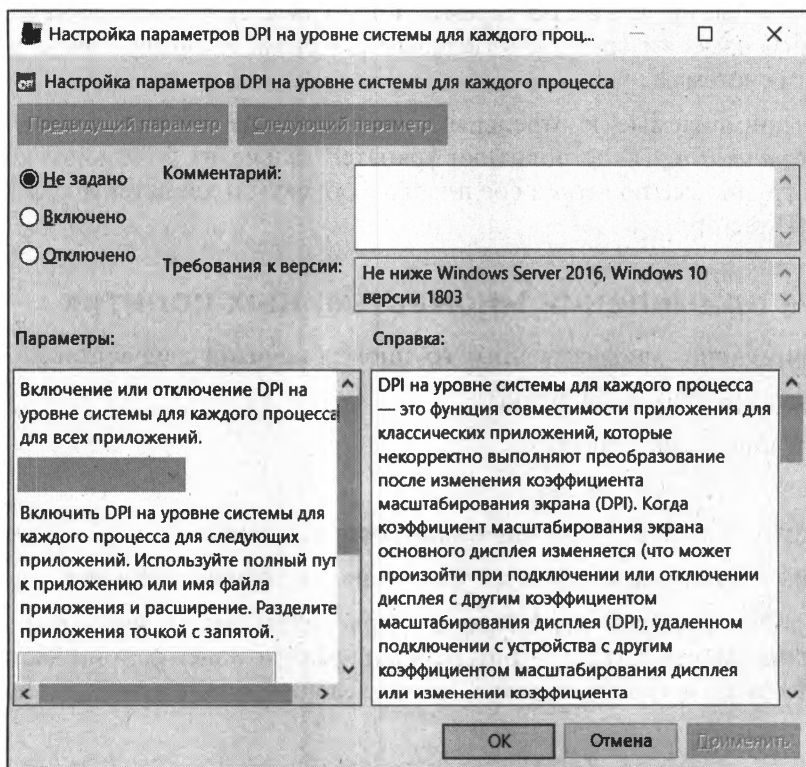 Настройка параметров DPI на уровне системы для каждого проц...
Настройка параметров DPI на уровне системы для каждого процесса
Предыдущий параметр
Следующий параметр
Не задано
Включено
Отключено
Комментарий:
Требования к версии:
Не ниже Windows Server 2016, Windows 10
версии 1803
Параметры:
Включение или отключение DPI на
уровне системы для каждого процесса
для всех приложений.
Включить DPI на уровне системы для
каждого процесса для следующих
приложений. Используйте полный пут
к приложению или имя файла
приложения и расширение. Разделите
приложения точкой с запятой.
Справка:
DPI на уровне системы для каждого процесса
— это функция совместимости приложения для
классических приложений, которые
некорректно выполняют преобразование
после изменения коэффициента
масштабирования экрана (DPI). Когда
коэффициент масштабирования экрана
основного дисплея изменяется (что может
произойти при подключении или отключении
дисплея с другим коэффициентом
масштабирования дисплея (DPI), удаленном
подключении с устройства с другим
коэффициентом масштабирования дисплея
или изменении коэффициента
OK
Отмена
Применить